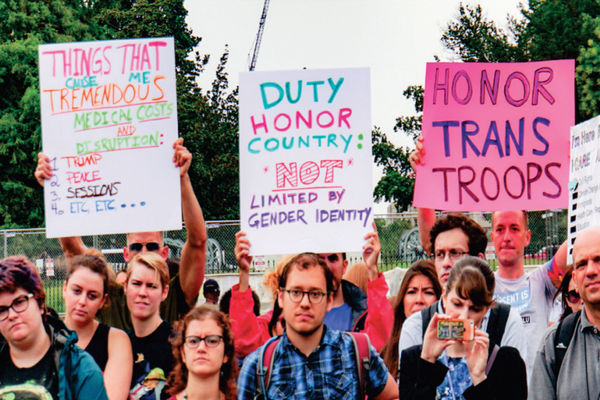 THINGS THAT
CAUSE ME
TREMENDOUS
MEDICAL COSTS
AND
DISRUPTION:
1. TRUMP
2. PENCE
3. SESSIONS
4. ETC, ETC...
DUTY
HONOR
COUNTRY:
*NOT*
LIMITED BY
GENDER IDENTITY
HONOR
TRANS
TROOPS
I'm